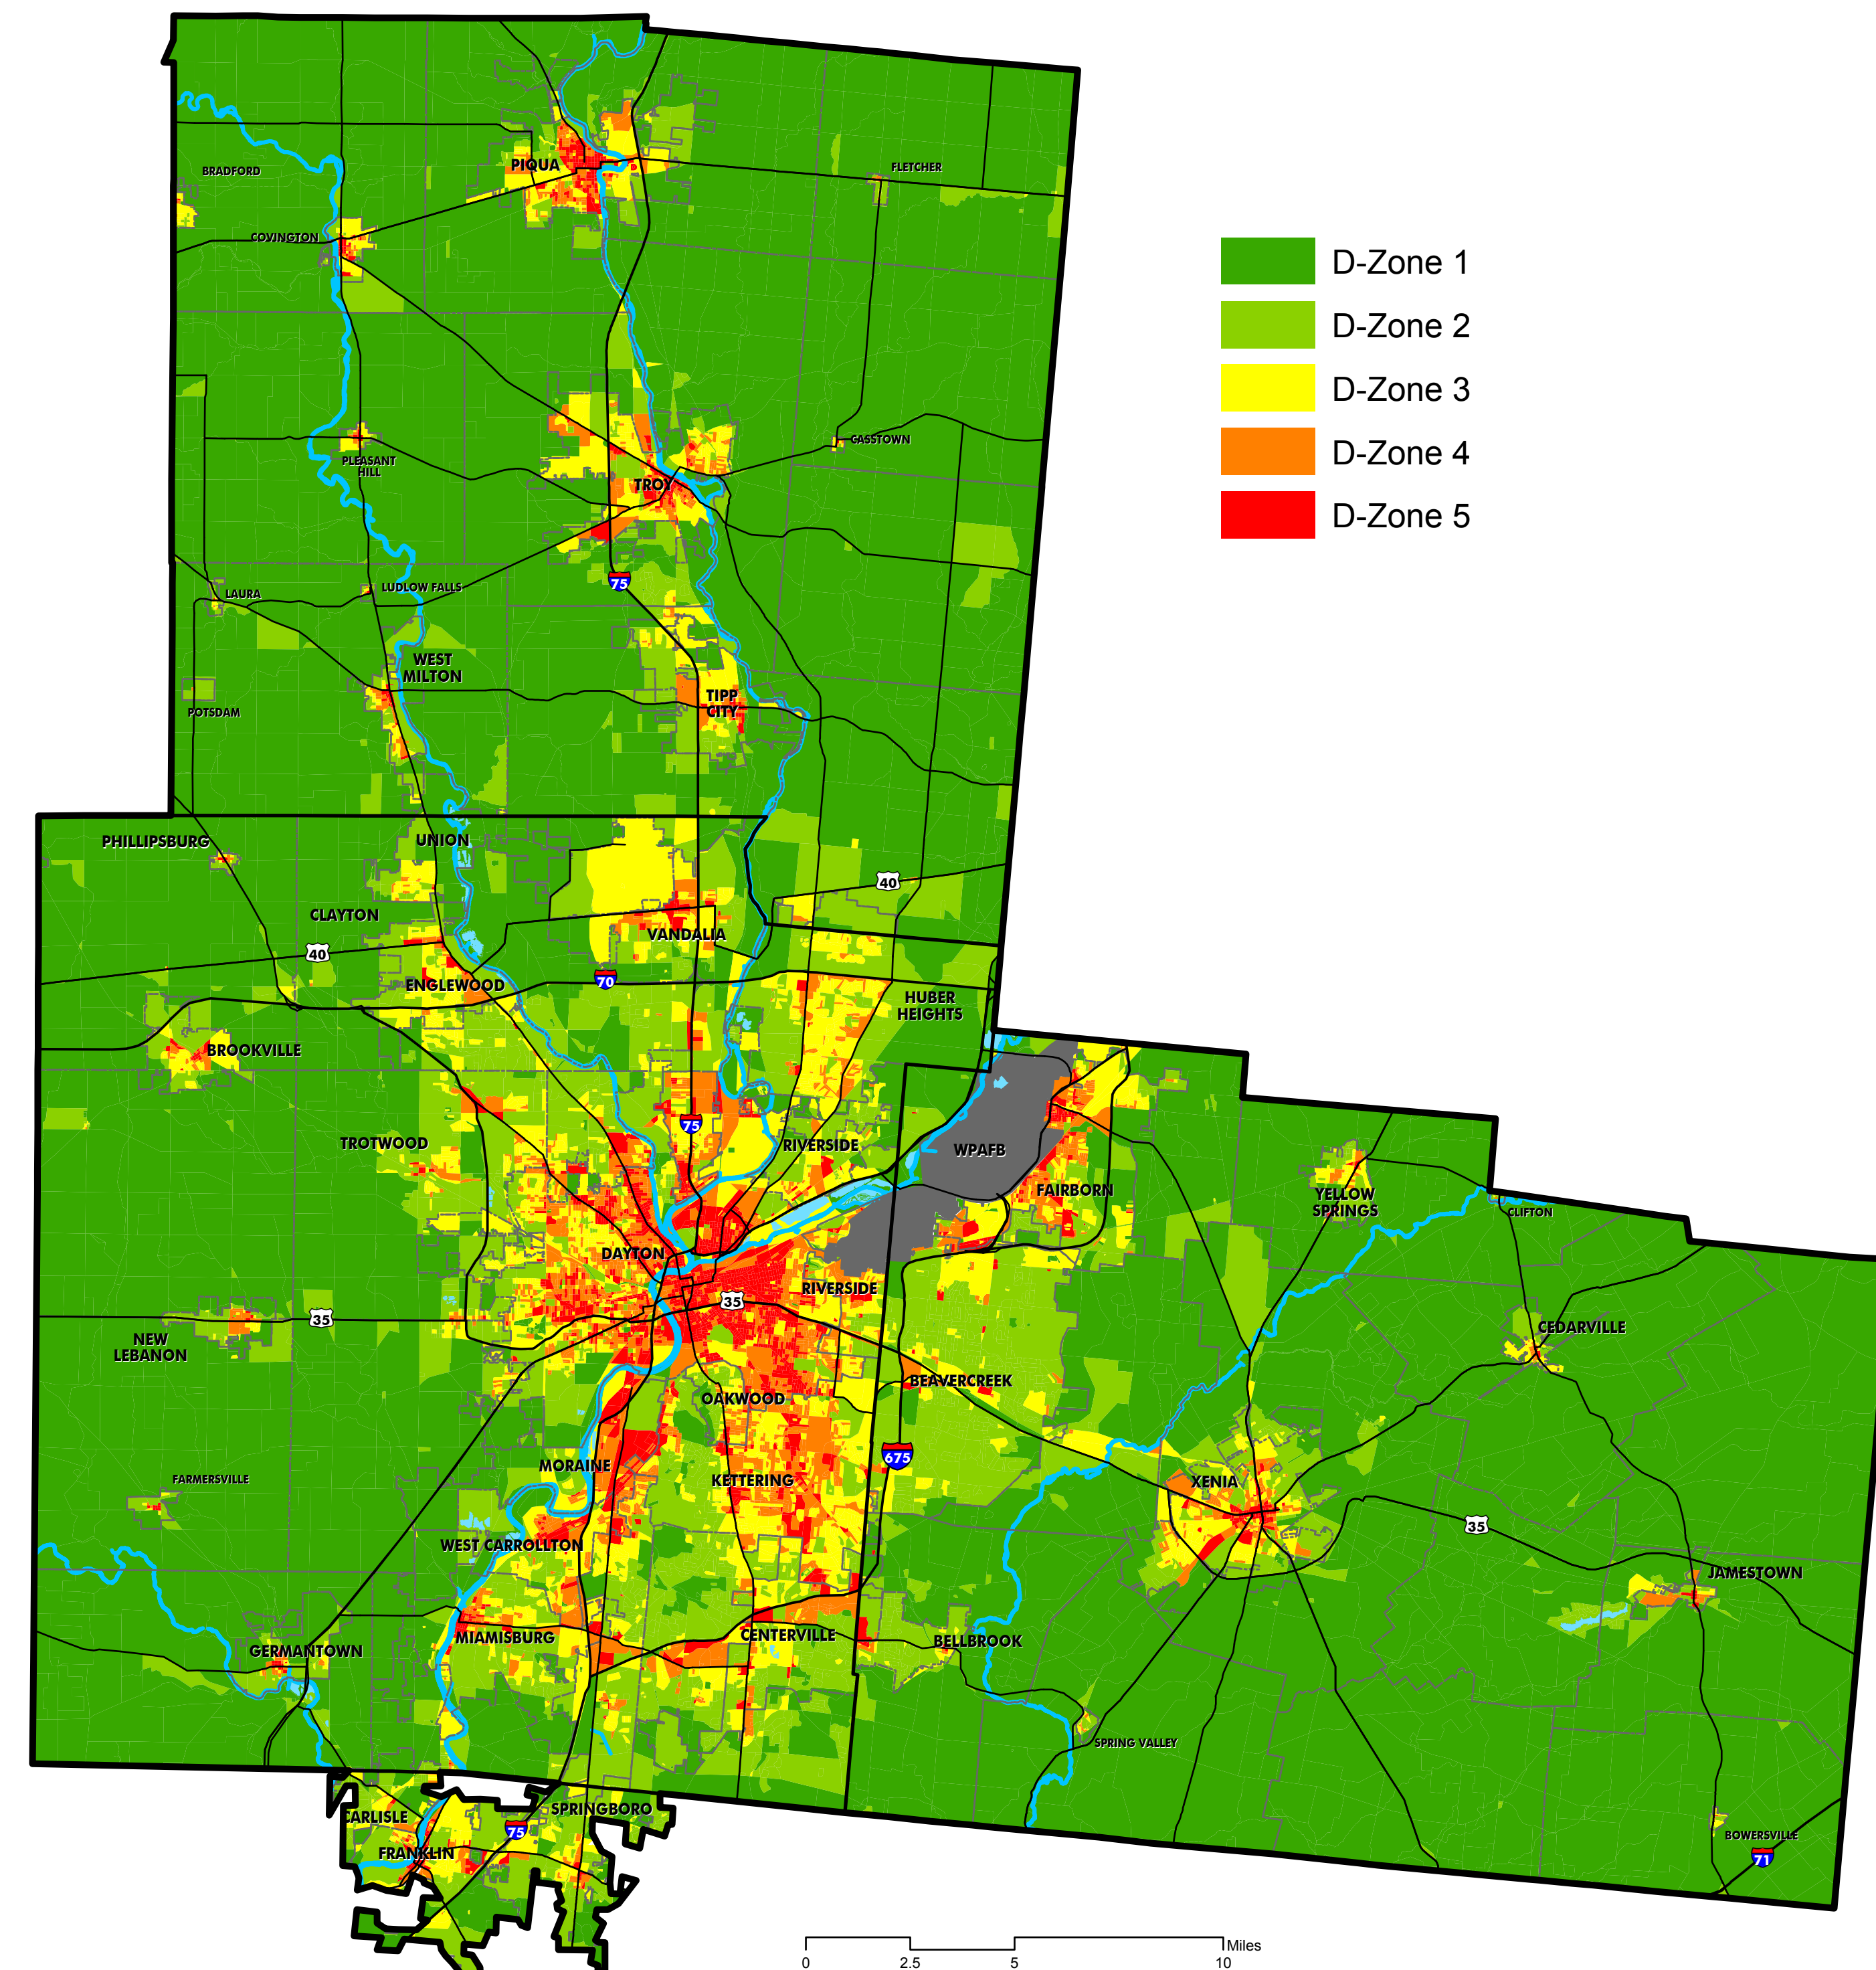 PIQUA
FLETCHER
BRADFORD
COVINGTON
D-Zone 1
D-Zone 2
D-Zone 3
D-Zone 4
D-Zone 5
CASSTOWN
PLEASANT
HILL
TROY
75
LAURA
LUDLOW FALLS
WEST
MILTON
TIPP
CITY
POTSDAM
PHILLIPSBURG
UNION
40
CLAYTON
VANDALIA
40
70
ENGLEWOOD
HUBER
HEIGHTS
BROOKVILLE
75
TROTWOOD
RIVERSIDE
WPAFB
FAIRBORN
YELLOW
SPRINGS
CLIFTON
DAYTON
RIVERSIDE
35
35
NEW
LEBANON
CEDARVILLE
BEAVERCREEK
OAKWOOD
675
MORAINE
KETTERING
FARMERSVILLE
XENIA
35
WEST CARROLLTON
JAMESTOWN
MIAMISBURG
CENTERVILLE
BELLBROOK
GERMANTOWN
SPRING VALLEY
CARLISLE
SPRINGBORO
75
FRANKLIN
BOWERSVILLE
71
Miles
0
2.5
5
10